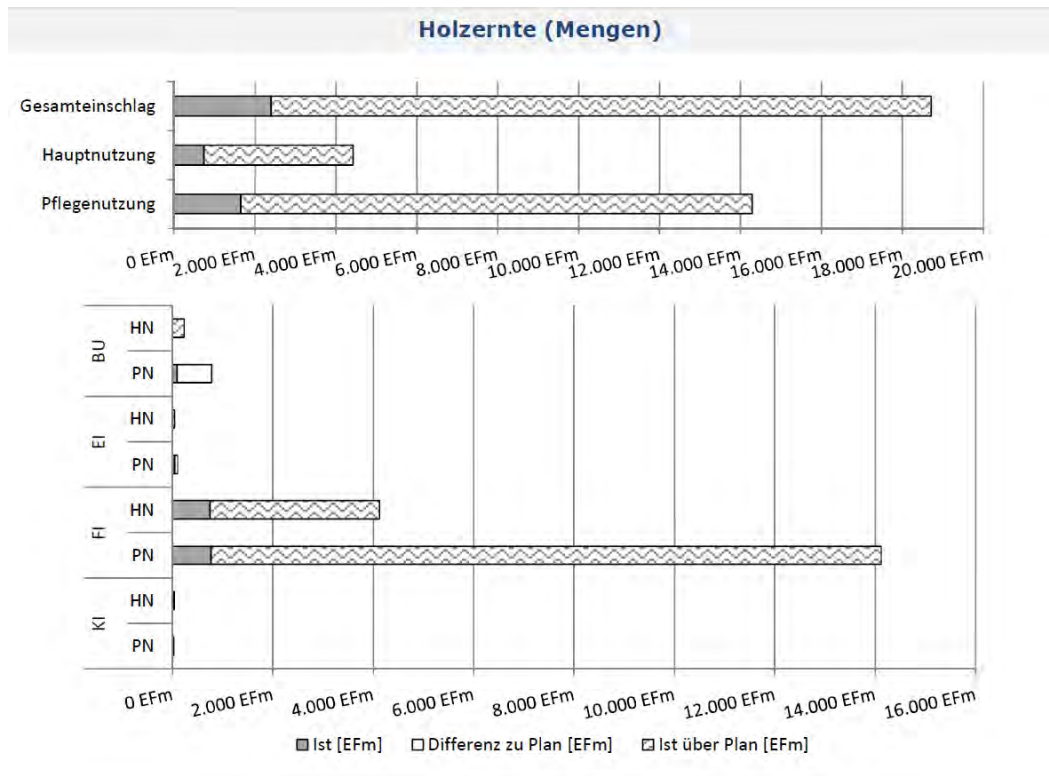 Holzernte (Mengen)
Gesamteinschlag
Hauptnutzung
Pflegenutzung
0 EFm 2.000 EFm 4.000 EFm 6.000 EFm 8.000 EFm 10.000 EFm 12.000 EFm 14.000 EFm 16.000 EFm 18.000 EFm 20.000 EFm
BU
HN
PN
EI
HN
PN
FI
HN
PN
KI
HN
PN
0 EFm 2.000 EFm 4.000 EFm 6.000 EFm 8.000 EFm 10.000 EFm 12.000 EFm 14.000 EFm 16.000 EFm
Ist [EFm] Differenz zu Plan [EFm] Ist über Plan [EFm]